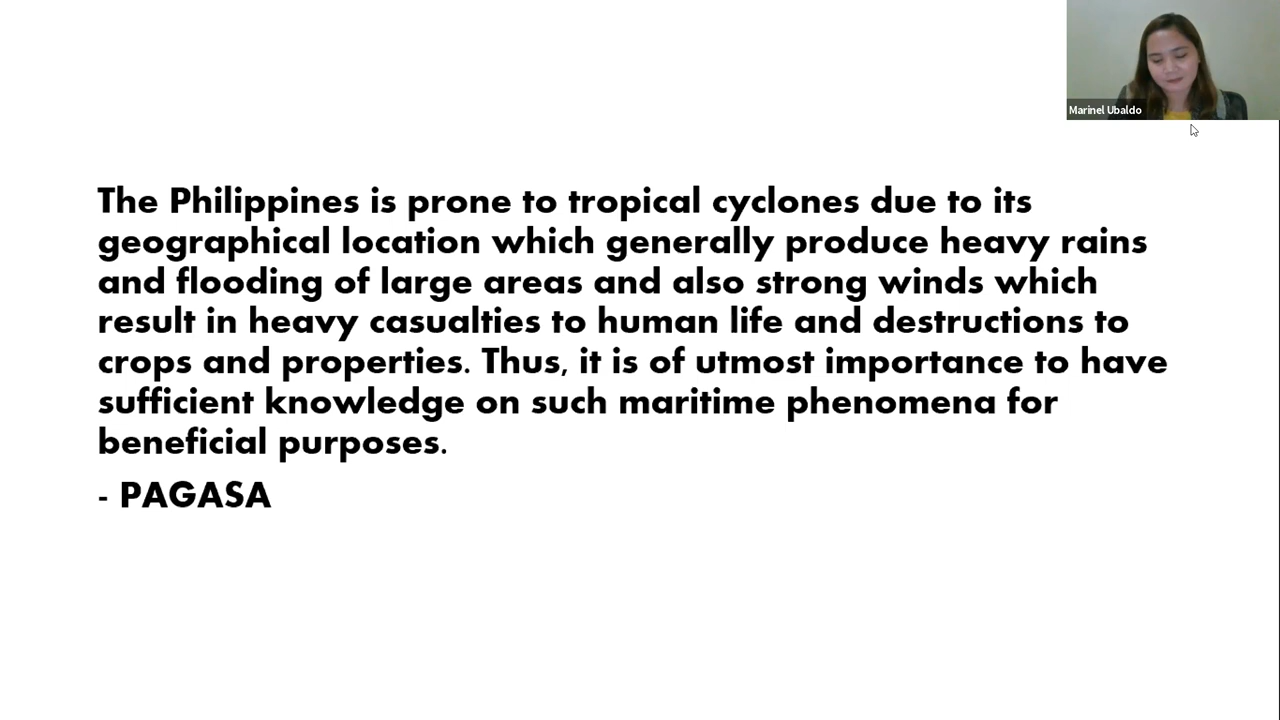 Marinel Ubaldo
The Philippines is prone to tropical cyclones due to its
geographical location which generally produce heavy rains
and flooding of large areas and also strong winds which
result in heavy casualties to human life and destructions to
crops and properties. Thus, it is of utmost importance to have
sufficient knowledge on such maritime phenomena for
beneficial purposes.
- PAGASA